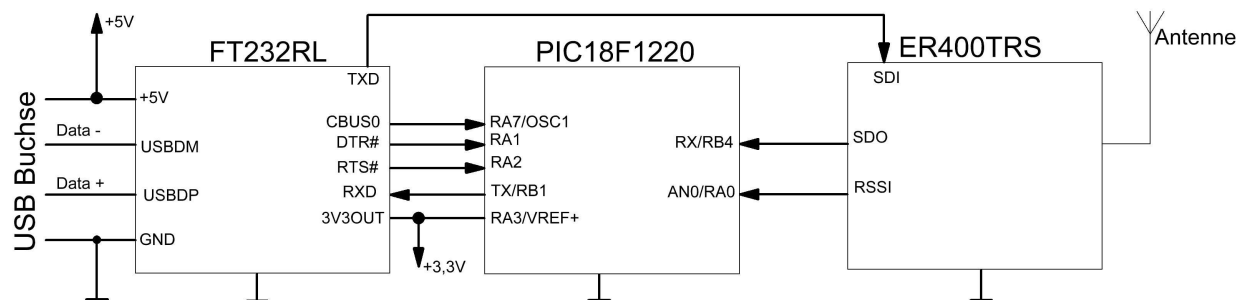 +5V
FT232RL
PIC18F1220
ER400TRS
Antenne
TXD
SDI
USB Buchse
+5V
Data -
USBDM
Data +
USBDP
GND
CBUS0
DTR#
RTS#
RXD
3V3OUT
+3,3V
RA7/OSC1
RA1
RA2
TX/RB1
RA3/VREF+
RX/RB4
AN0/RA0
SDO
RSSI